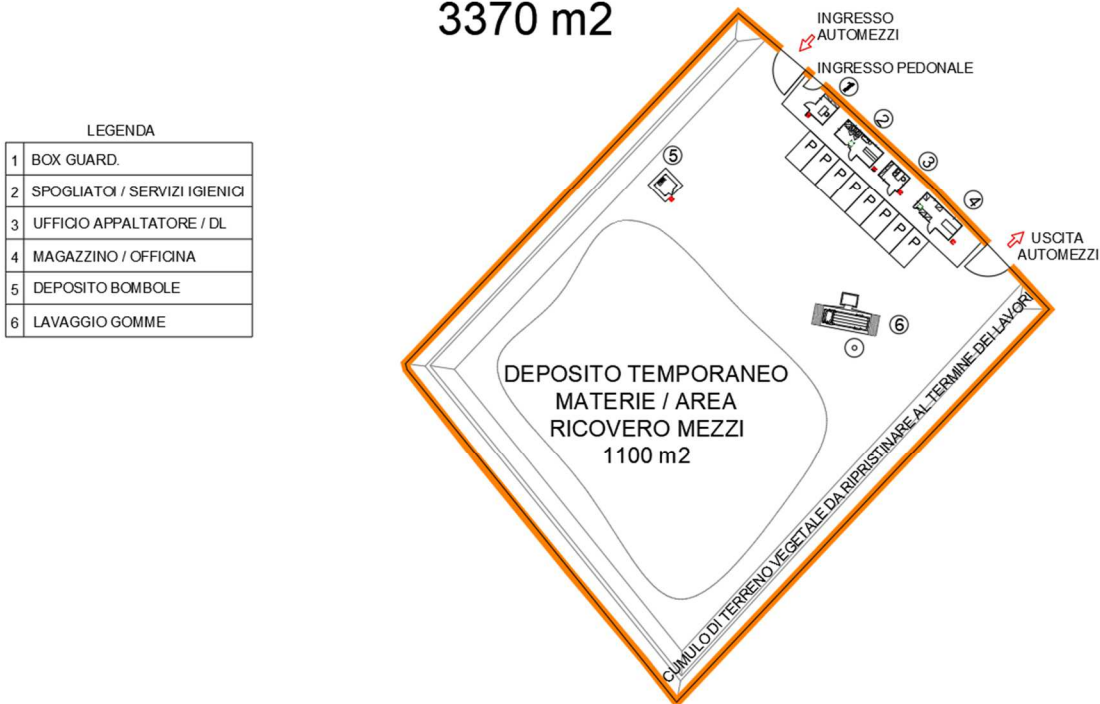 3370 m2
INGRESSO
AUTOMEZZI
INGRESSO PEDONALE
1
2
3
4
5
6
P
P
P
P
P
P
P
P
USCITA
AUTOMEZZI
LEGENDA
1 BOX GUARD.
2 SPOGLIATOI / SERVIZI IGIENICI
3 UFFICIO APPALTATORE / DL
4 MAGAZZINO / OFFICINA
5 DEPOSITO BOMBOLE
6 LAVAGGIO GOMME
DEPOSITO TEMPORANEO
MATERIE / AREA
RICOVERO MEZZI
1100 m2
CUMULO DI TERRENO VEGETALE DA RIPRISTINARE AL TERMINE DEI LAVORI